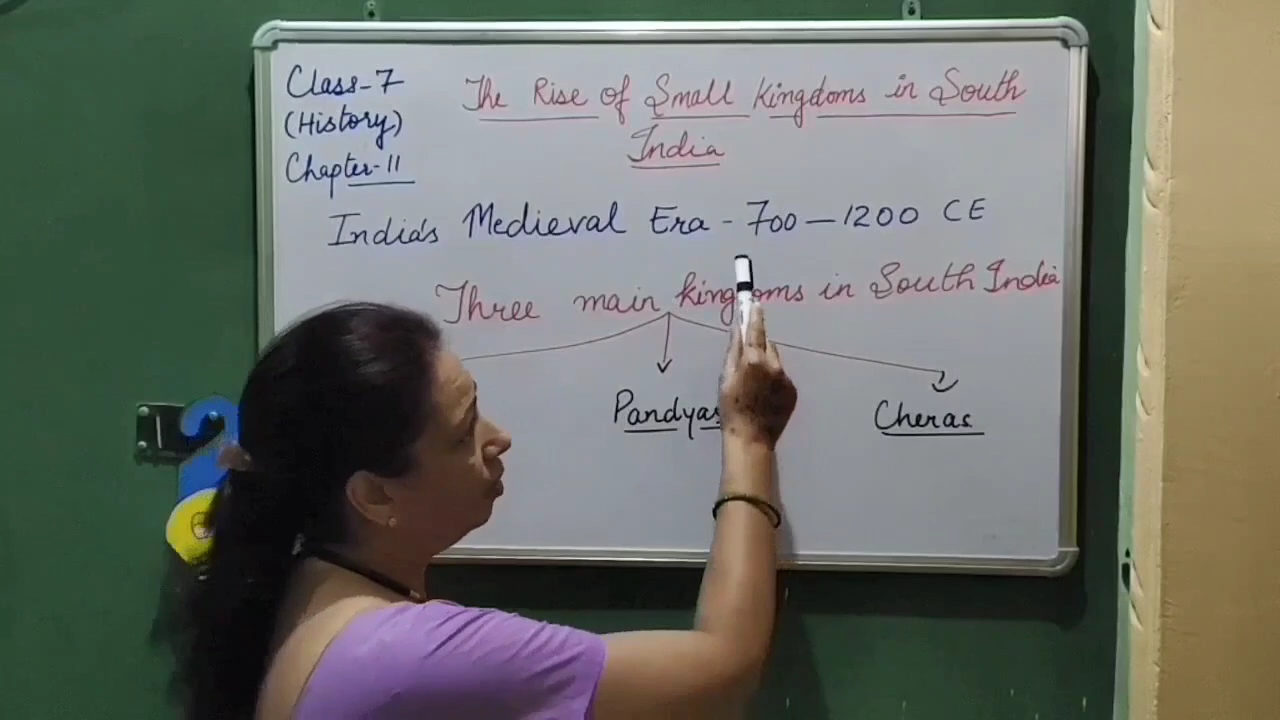 Class-7
(History)
Chapter-11
The Rise of Small Kingdoms in South
India
India's Medieval Era - 700 – 1200 CE
Three main kingdoms in South India
Pandyas
Cheras